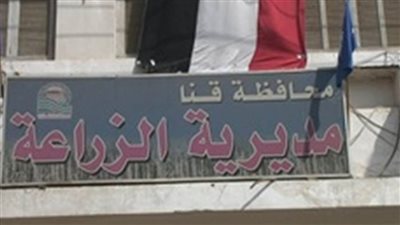 محافظة قنا
مديرية الزراعة